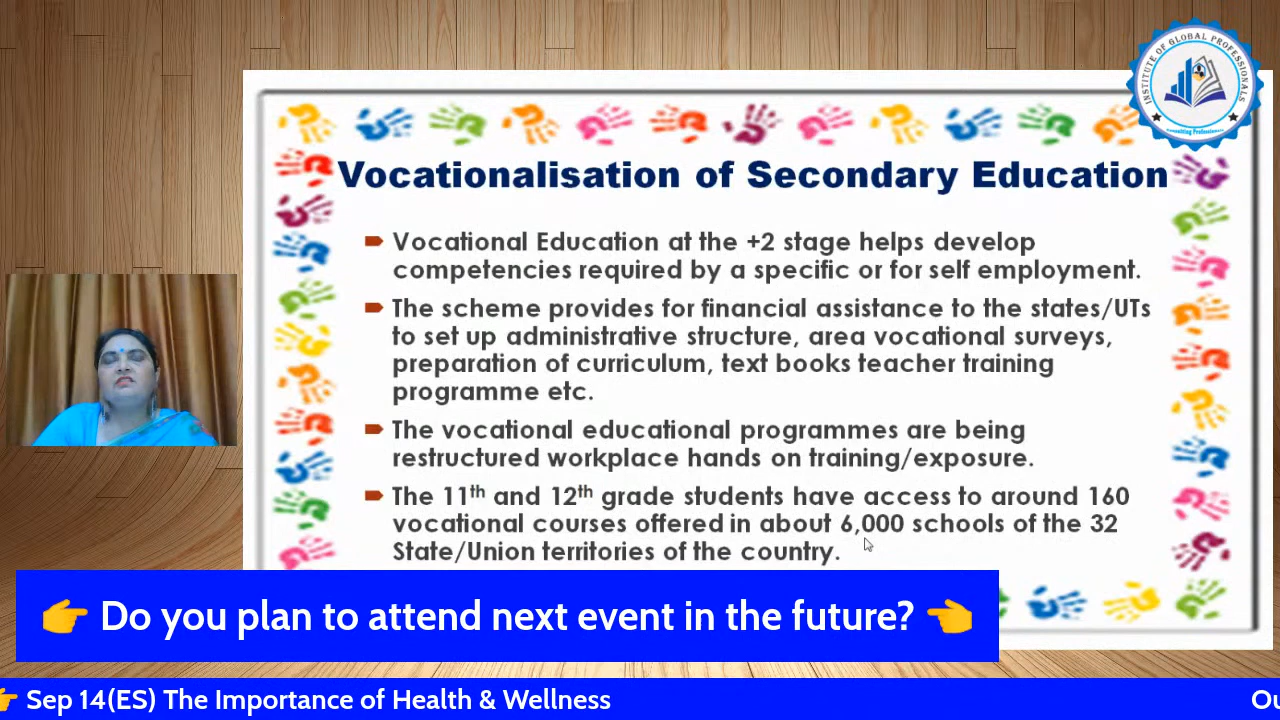 INSTITUTE OF GLOBAL PROFESSIONALS
Connecting Professionals
Vocationalisation of Secondary Education
Vocational Education at the +2 stage helps develop
competencies required by a specific or for self employment.
The scheme provides for financial assistance to the states/UTs
to set up administrative structure, area vocational surveys,
preparation of curriculum, text books teacher training
programme etc.
The vocational educational programmes are being
restructured workplace hands on training/exposure.
The 11th and 12th grade students have access to around 160
vocational courses offered in about 6,000 schools of the 32
State/Union territories of the country.
👉 Do you plan to attend next event in the future? 👈
👉 Sep 14(ES) The Importance of Health & Wellness
Ou